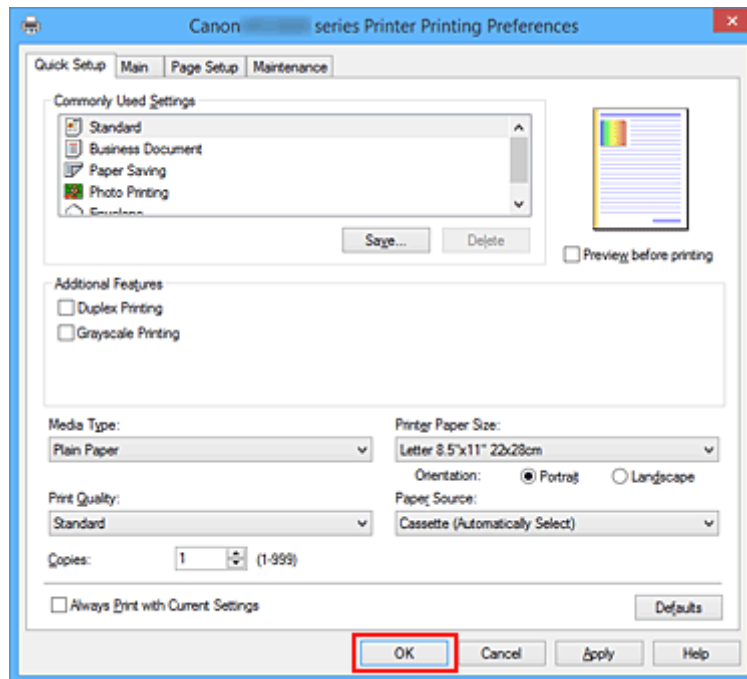 Canon series Printer Printing Preferences
Quick Setup Main Page Setup Maintenance
Commonly Used Settings
Standard
Business Document
Paper Saving
Photo Printing
Save... Delete
Preview before printing
Additional Features
Duplex Printing
Grayscale Printing
Media Type:
Plain Paper
Printer Paper Size:
Letter 8.5"x11" 22x28cm
Orientation: Portrait Landscape
Print Quality:
Standard
Paper Source:
Cassette (Automatically Select)
Copies: 1 (1-999)
Always Print with Current Settings
Defaults
OK Cancel Apply Help